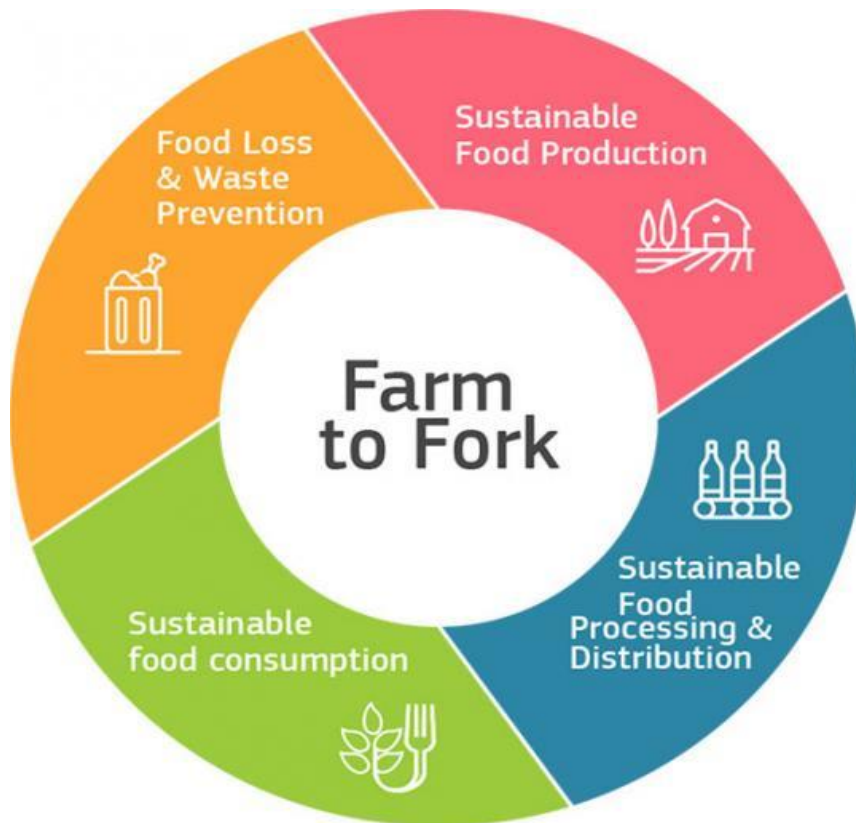 Farm
to Fork
Sustainable
Food Production
Sustainable
Food
Processing &
Distribution
Sustainable
food consumption
Food Loss
& Waste
Prevention